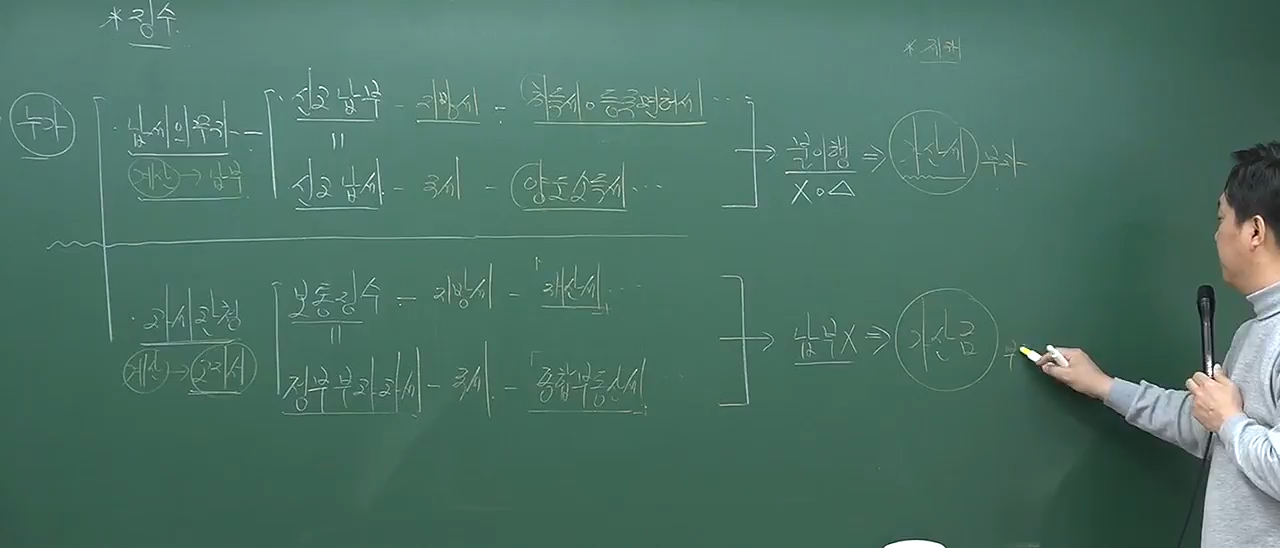 * 징수
* 제재
누가
· 납세의무자 = · 신고납부 - 지방세 - 취득세 ◦ 등록면허세 ...
계산 → 납부
"
신고납세 - 국세 - 양도소득세 ...
→ 불이행 ⇒ 가산세 부과
X ◦ △
· 과세관청
계산 → 고지서
보통징수 - 지방세 - 「재산세」...
"
정부부과과세 - 국세 - 「종합부동산세」...
→ 납부X ⇒ 가산금